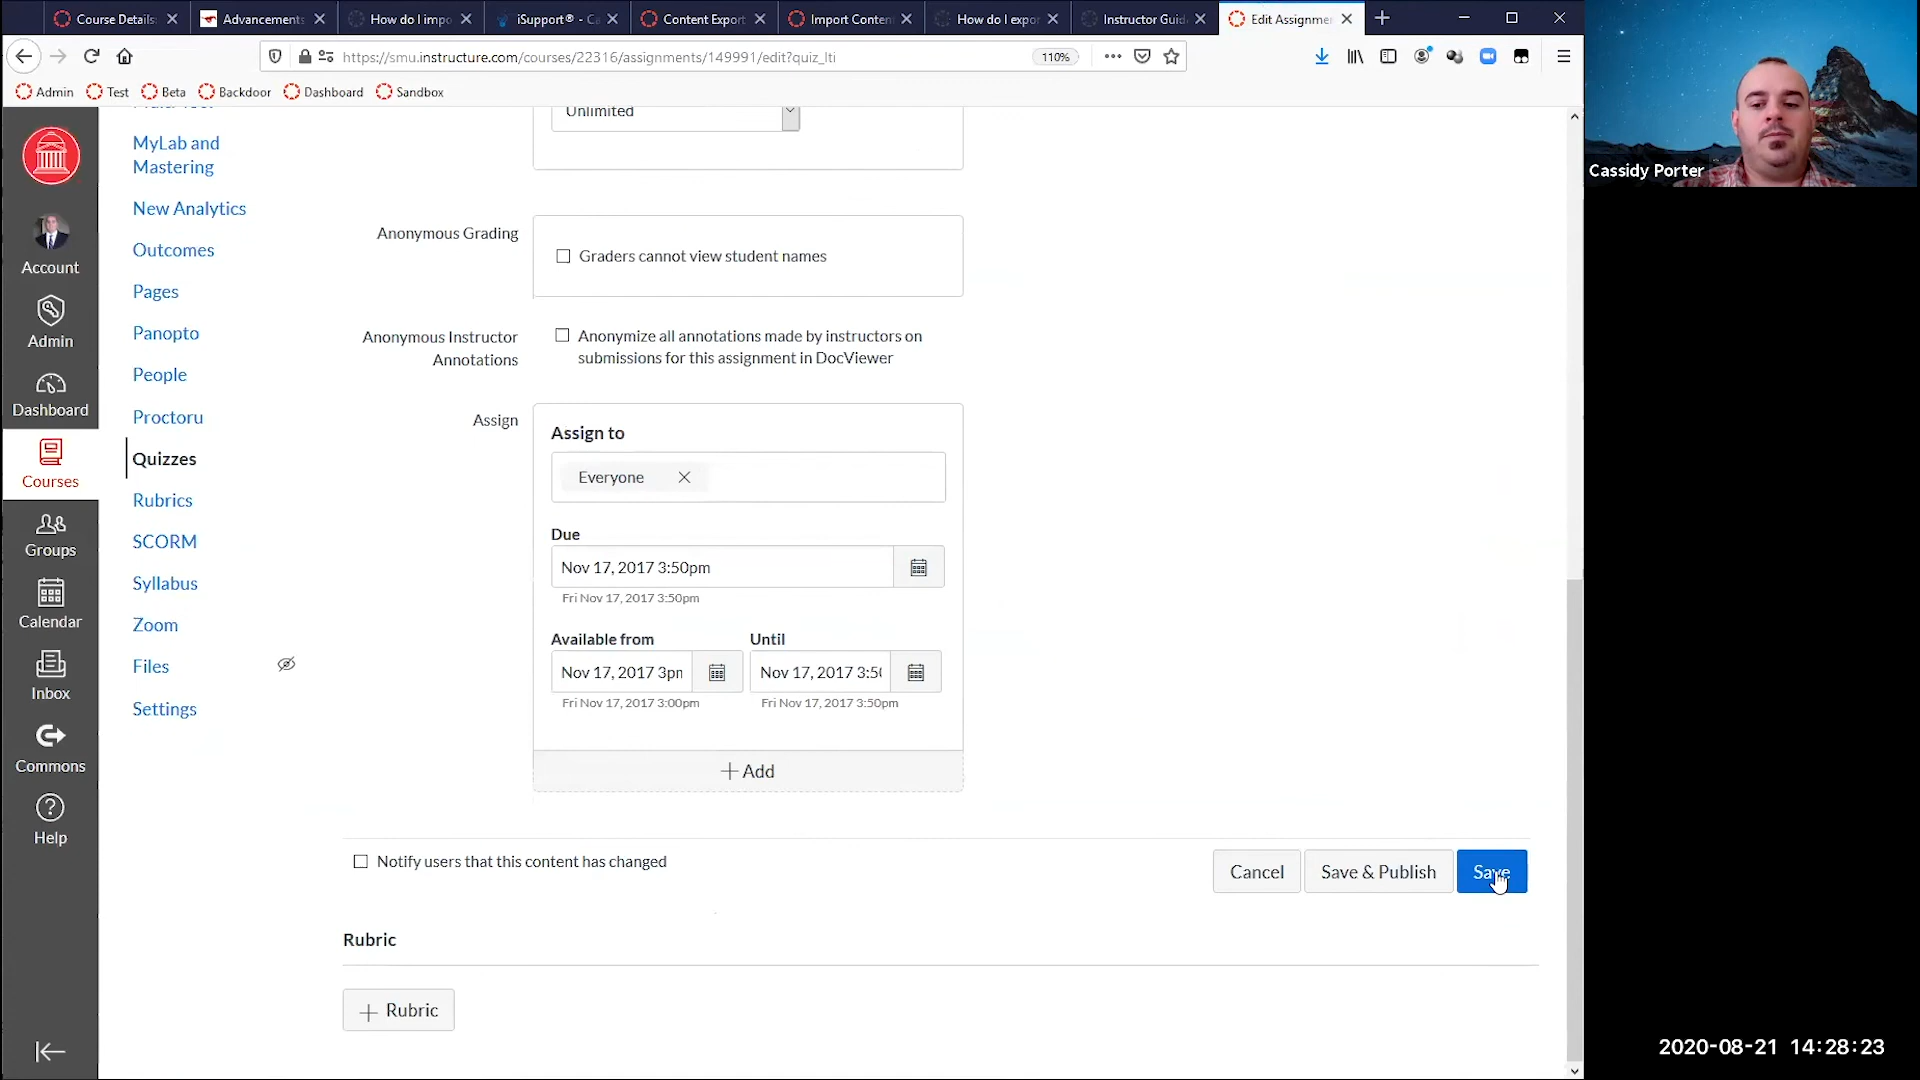 Course Details:
Advancements
How do I impo
iSupport® - Ca
Content Export
Import Conten
How do I expor
Instructor Guid
Edit Assignme
https://smu.instructure.com/courses/22316/assignments/149991/edit?quiz_lti
110%
Admin
Test
Beta
Backdoor
Dashboard
Sandbox
Account
Admin
Dashboard
Courses
Groups
Calendar
Inbox
Commons
Help
MyLab and
Mastering
New Analytics
Outcomes
Pages
Panopto
People
Proctoru
Quizzes
Rubrics
SCORM
Syllabus
Zoom
Files
Settings
Unlimited
Anonymous Grading
Graders cannot view student names
Anonymous Instructor
Annotations
Anonymize all annotations made by instructors on
submissions for this assignment in DocViewer
Assign
Assign to
Everyone
Due
Nov 17, 2017 3:50pm
Fri Nov 17, 2017 3:50pm
Available from
Until
Nov 17, 2017 3pn
Nov 17, 2017 3:5(
Fri Nov 17, 2017 3:00pm
Fri Nov 17, 2017 3:50pm
+ Add
Notify users that this content has changed
Cancel
Save & Publish
Save
Rubric
+ Rubric
Cassidy Porter
2020-08-21 14:28:23